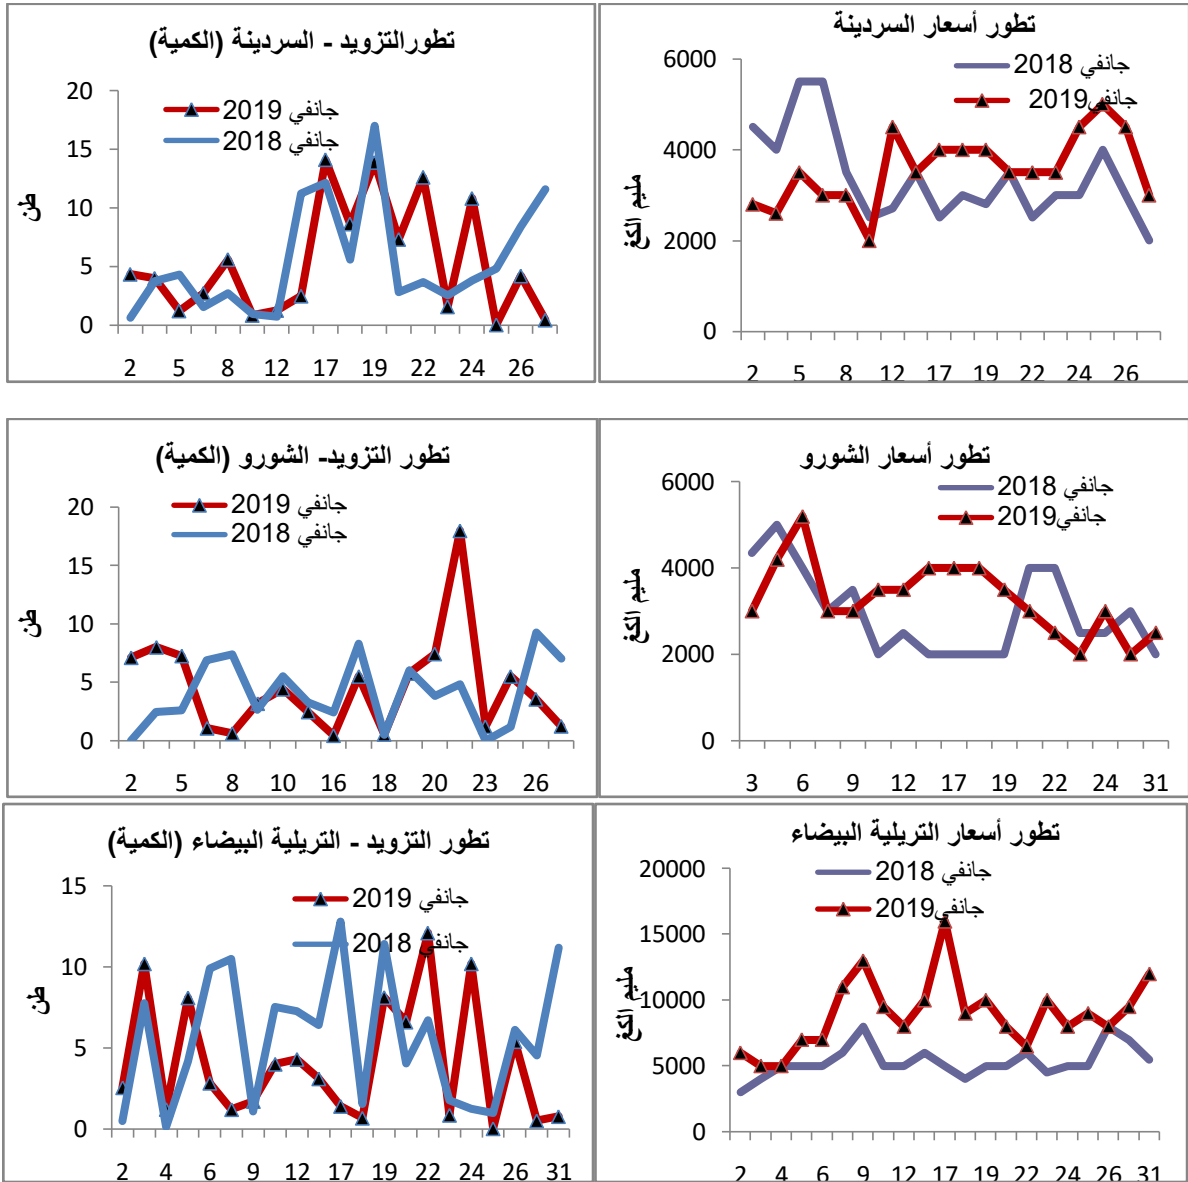 تطورالتزويد - السردينة (الكمية)
جانفي 2019
جانفي 2018
طن
20
15
10
5
0
2 5 8 12 17 19 22 24 26
تطور أسعار السردينة
جانفي 2018
جانفي2019
مليم الكغ
6000
4000
2000
0
2 5 8 12 17 19 22 24 26
تطور التزويد- الشورو (الكمية)
جانفي 2019
جانفي 2018
طن
20
15
10
5
0
2 5 8 10 16 18 20 23 26
تطور أسعار الشورو
جانفي 2018
جانفي2019
مليم الكغ
6000
4000
2000
0
3 6 9 12 17 19 22 24 31
تطور التزويد - التريلية البيضاء (الكمية)
جانفي 2019
جانفي 2018
طن
15
10
5
0
2 4 6 9 12 17 19 22 24 26 31
تطور أسعار التريلية البيضاء
جانفي 2018
جانفي2019
مليم الكغ
20000
15000
10000
5000
0
2 4 6 9 12 17 19 22 24 26 31